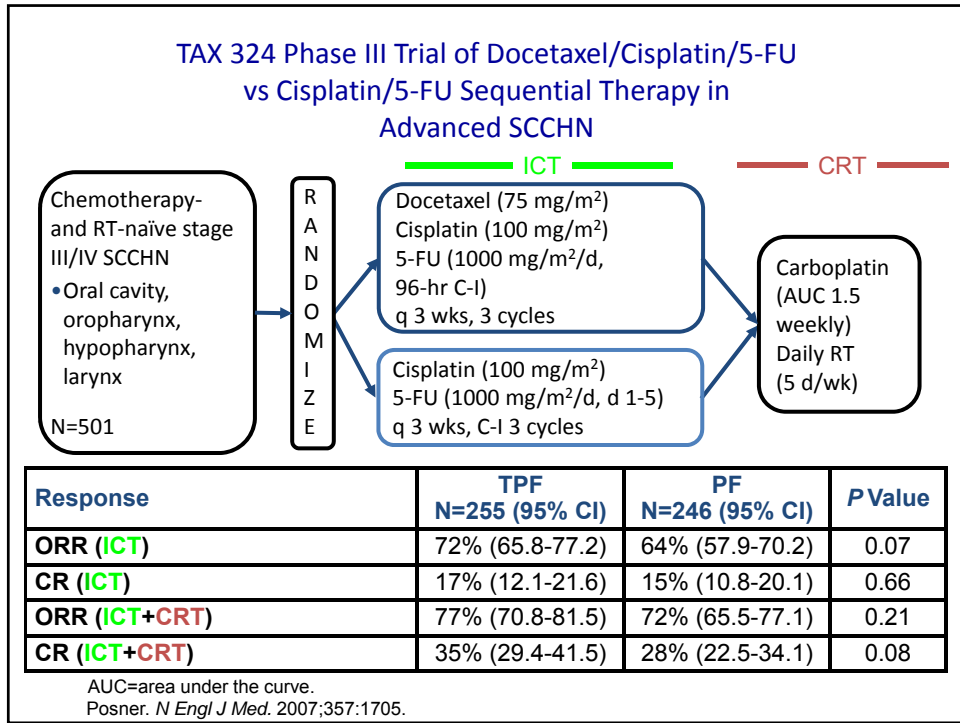 TAX 324 Phase III Trial of Docetaxel/Cisplatin/5-FU
vs Cisplatin/5-FU Sequential Therapy in
Advanced SCCHN
ICT
CRT
Chemotherapy-
and RT-naïve stage
III/IV SCCHN
•Oral cavity,
oropharynx,
hypopharynx,
larynx
N=501
R
A
N
D
O
M
I
Z
E
Docetaxel (75 mg/m²)
Cisplatin (100 mg/m²)
5-FU (1000 mg/m²/d,
96-hr C-I)
q 3 wks, 3 cycles
Cisplatin (100 mg/m²)
5-FU (1000 mg/m²/d, d 1-5)
q 3 wks, C-I 3 cycles
Carboplatin
(AUC 1.5
weekly)
Daily RT
(5 d/wk)
Response TPF N=255 (95% CI) PF N=246 (95% CI) P Value
ORR (ICT) 72% (65.8-77.2) 64% (57.9-70.2) 0.07
CR (ICT) 17% (12.1-21.6) 15% (10.8-20.1) 0.66
ORR (ICT+CRT) 77% (70.8-81.5) 72% (65.5-77.1) 0.21
CR (ICT+CRT) 35% (29.4-41.5) 28% (22.5-34.1) 0.08
AUC=area under the curve.
Posner. N Engl J Med. 2007;357:1705.